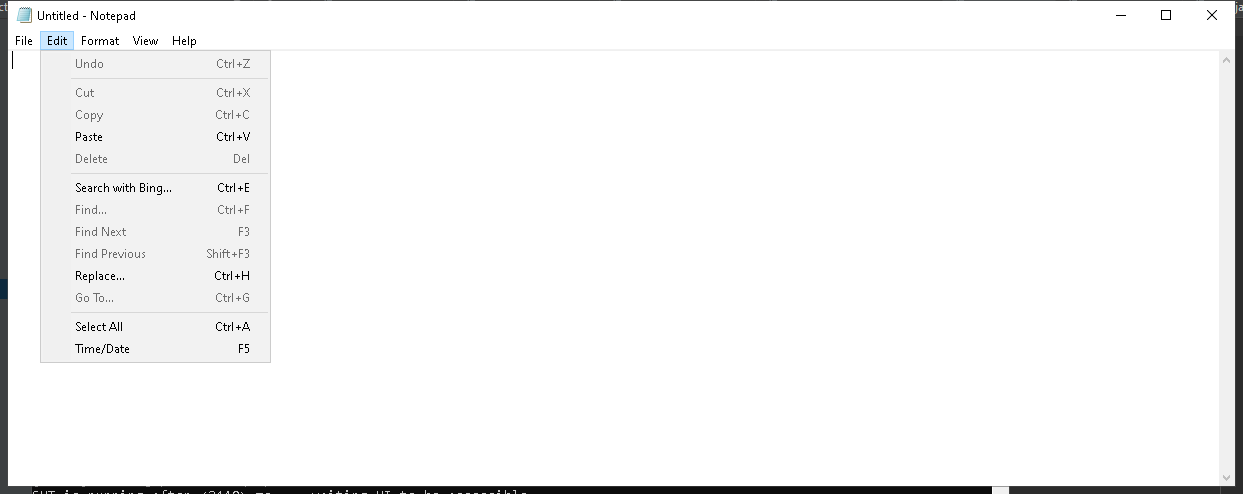 Untitled - Notepad
File Edit Format View Help
Undo Ctrl+Z
Cut Ctrl+X
Copy Ctrl+C
Paste Ctrl+V
Delete Del
Search with Bing... Ctrl+E
Find... Ctrl+F
Find Next F3
Find Previous Shift+F3
Replace... Ctrl+H
Go To... Ctrl+G
Select All Ctrl+A
Time/Date F5